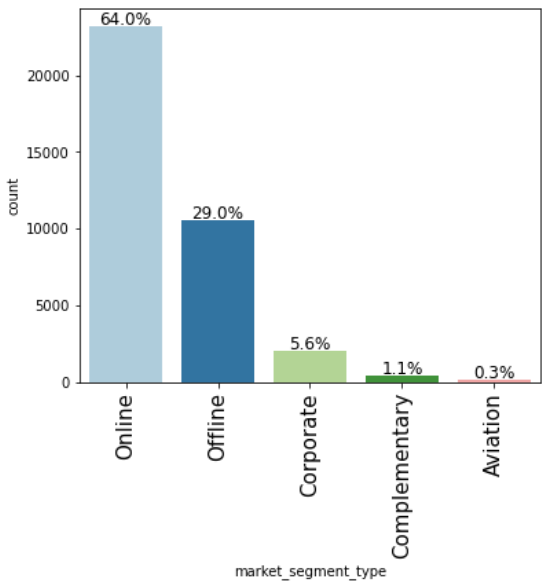 64.0%
29.0%
5.6%
1.1%
0.3%
20000
15000
10000
5000
0
count
Online
Offline
Corporate
Complementary
Aviation
market_segment_type